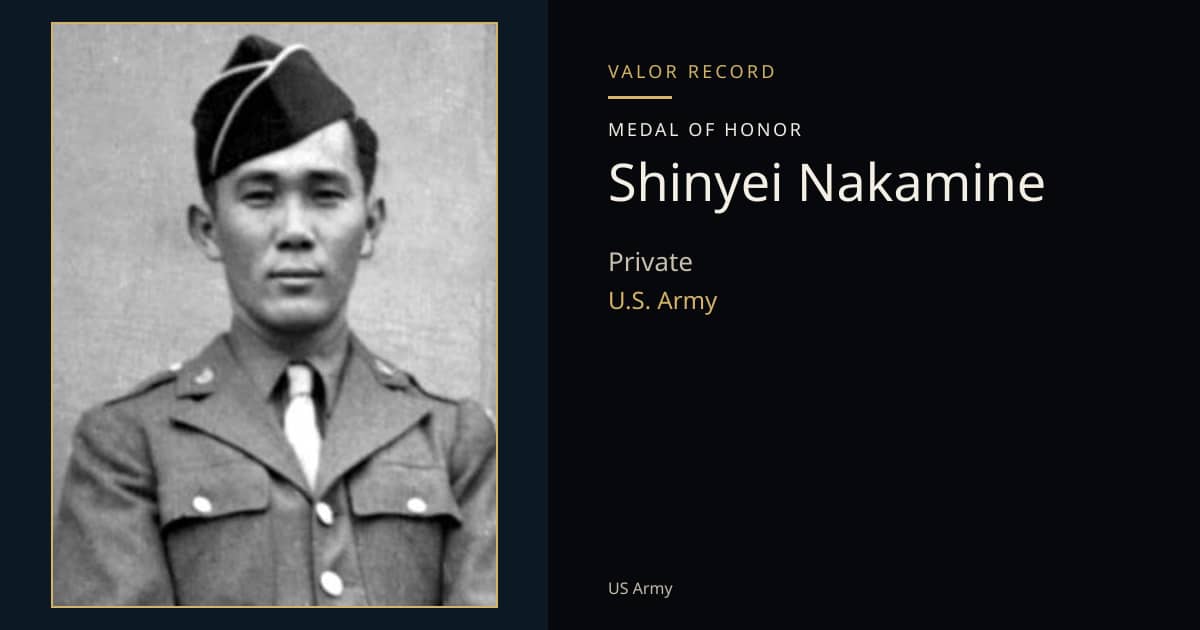 VALOR RECORD
MEDAL OF HONOR
Shinyei Nakamine
Private
U.S. Army
US Army